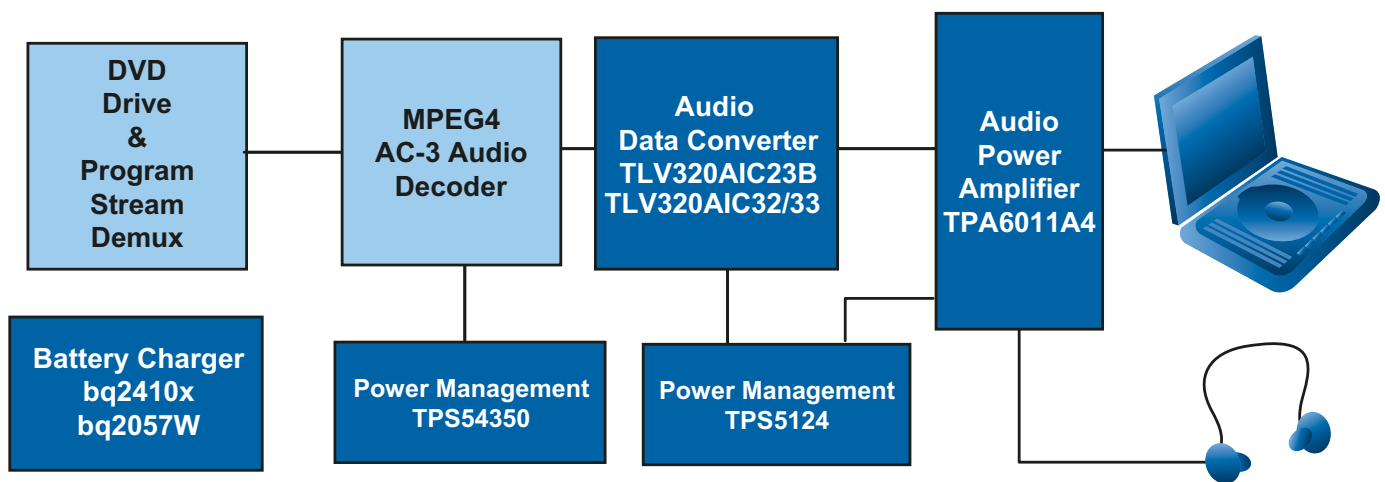 DVD
Drive
&
Program
Stream
Demux
MPEG4
AC-3 Audio
Decoder
Audio
Data Converter
TLV320AIC23B
TLV320AIC32/33
Audio
Power
Amplifier
TPA6011A4
Battery Charger
bq2410x
bq2057W
Power Management
TPS54350
Power Management
TPS5124